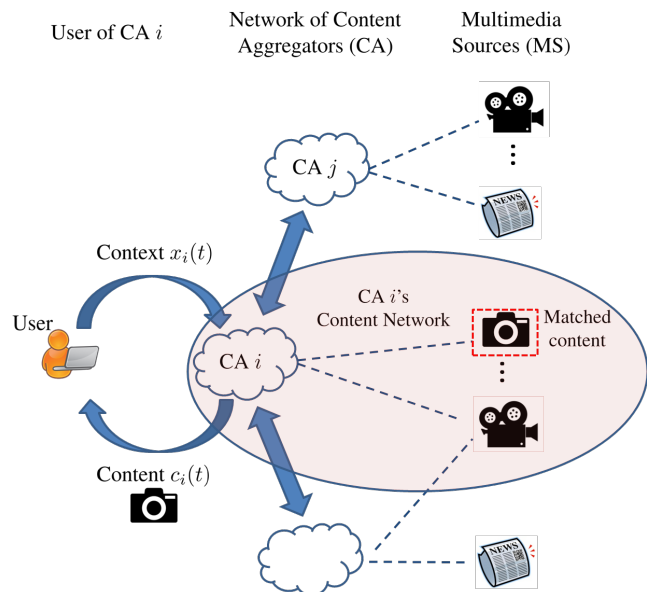 User of CA i
Network of Content
Aggregators (CA)
Multimedia
Sources (MS)
CA j
NEWS
Context x_i(t)
User
CA i's
Content Network
Matched
content
CA i
Content c_i(t)
NEWS